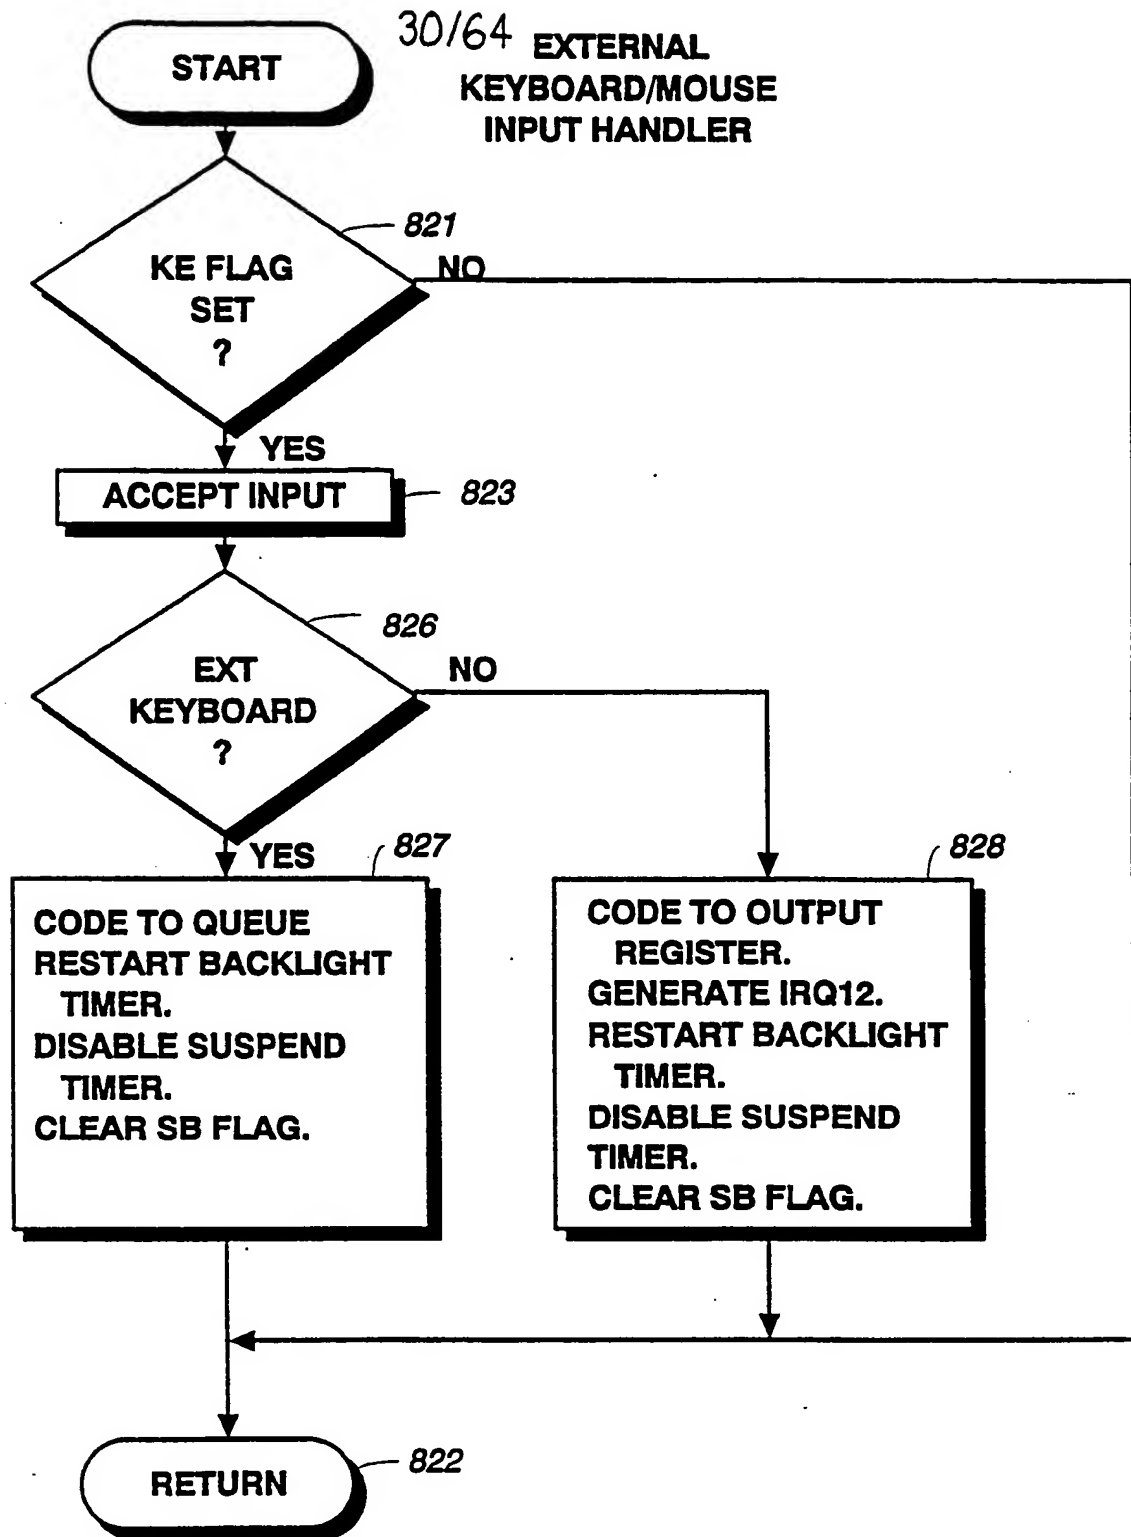 30/64
EXTERNAL
KEYBOARD/MOUSE
INPUT HANDLER
START
821
KE FLAG
SET
?
NO
YES
ACCEPT INPUT
823
826
EXT
KEYBOARD
?
NO
YES
827
CODE TO QUEUE
RESTART BACKLIGHT
TIMER.
DISABLE SUSPEND
TIMER.
CLEAR SB FLAG.
828
CODE TO OUTPUT
REGISTER.
GENERATE IRQ12.
RESTART BACKLIGHT
TIMER.
DISABLE SUSPEND
TIMER.
CLEAR SB FLAG.
RETURN
822